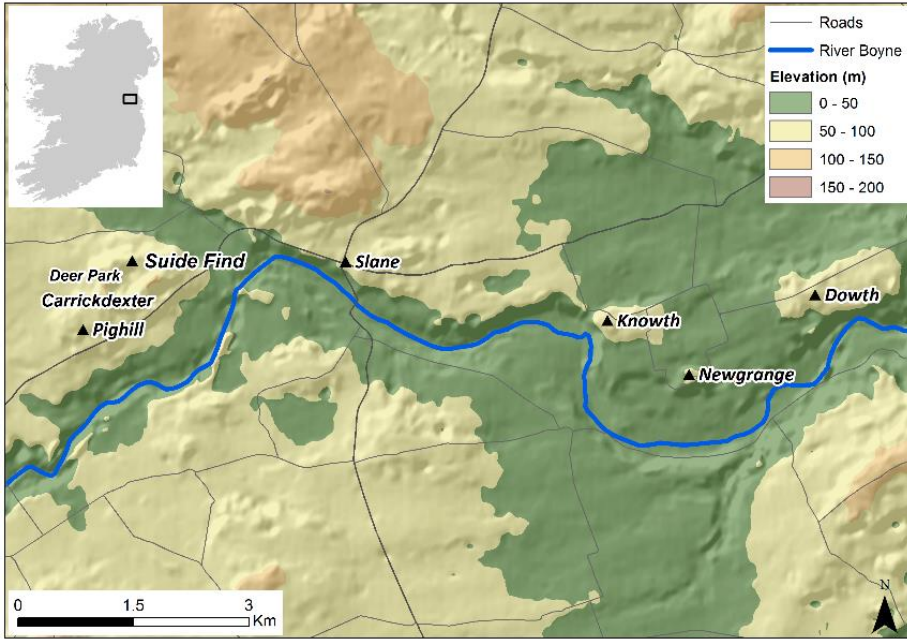 Roads
River Boyne
Elevation (m)
0 - 50
50 - 100
100 - 150
150 - 200
Suide Find
Slane
Deer Park
Carrickdexter
Pighill
Dowth
Knowth
Newgrange
0 1.5 3
Km
N